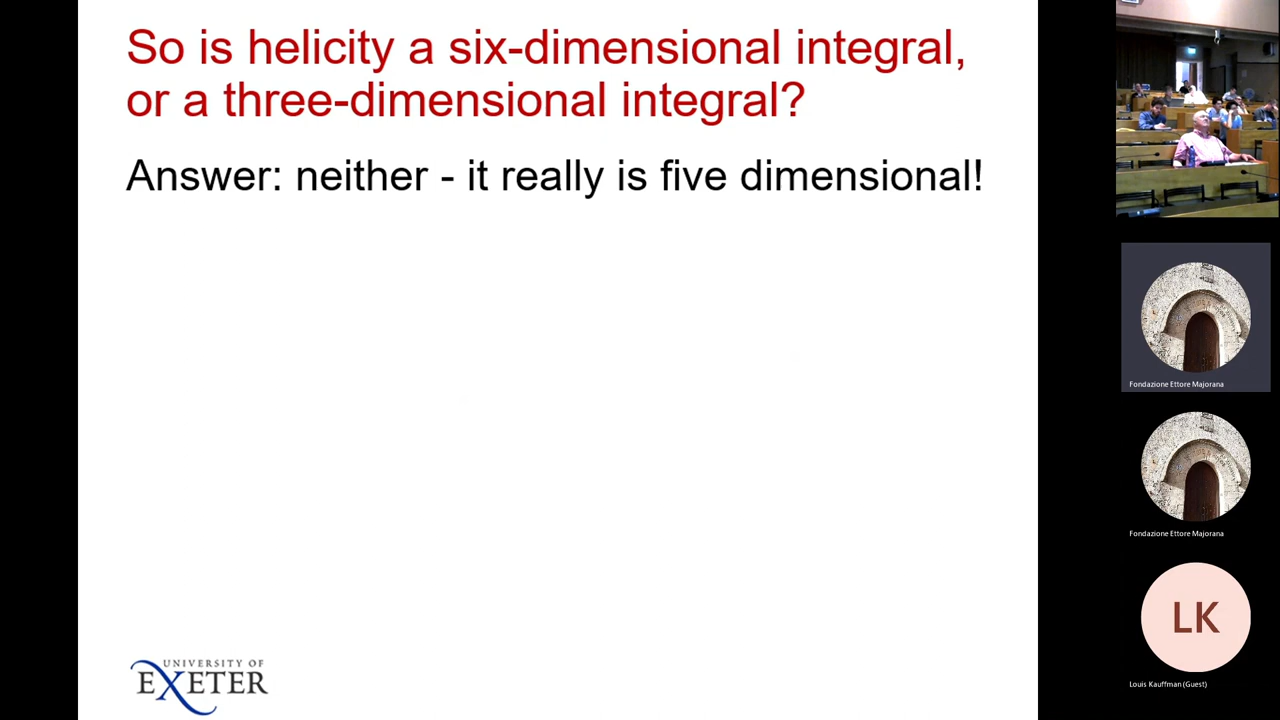 So is helicity a six-dimensional integral,
or a three-dimensional integral?
Answer: neither - it really is five dimensional!
UNIVERSITY OF
EXETER
Fondazione Ettore Majorana
Fondazione Ettore Majorana
LK
Louis Kauffman (Guest)